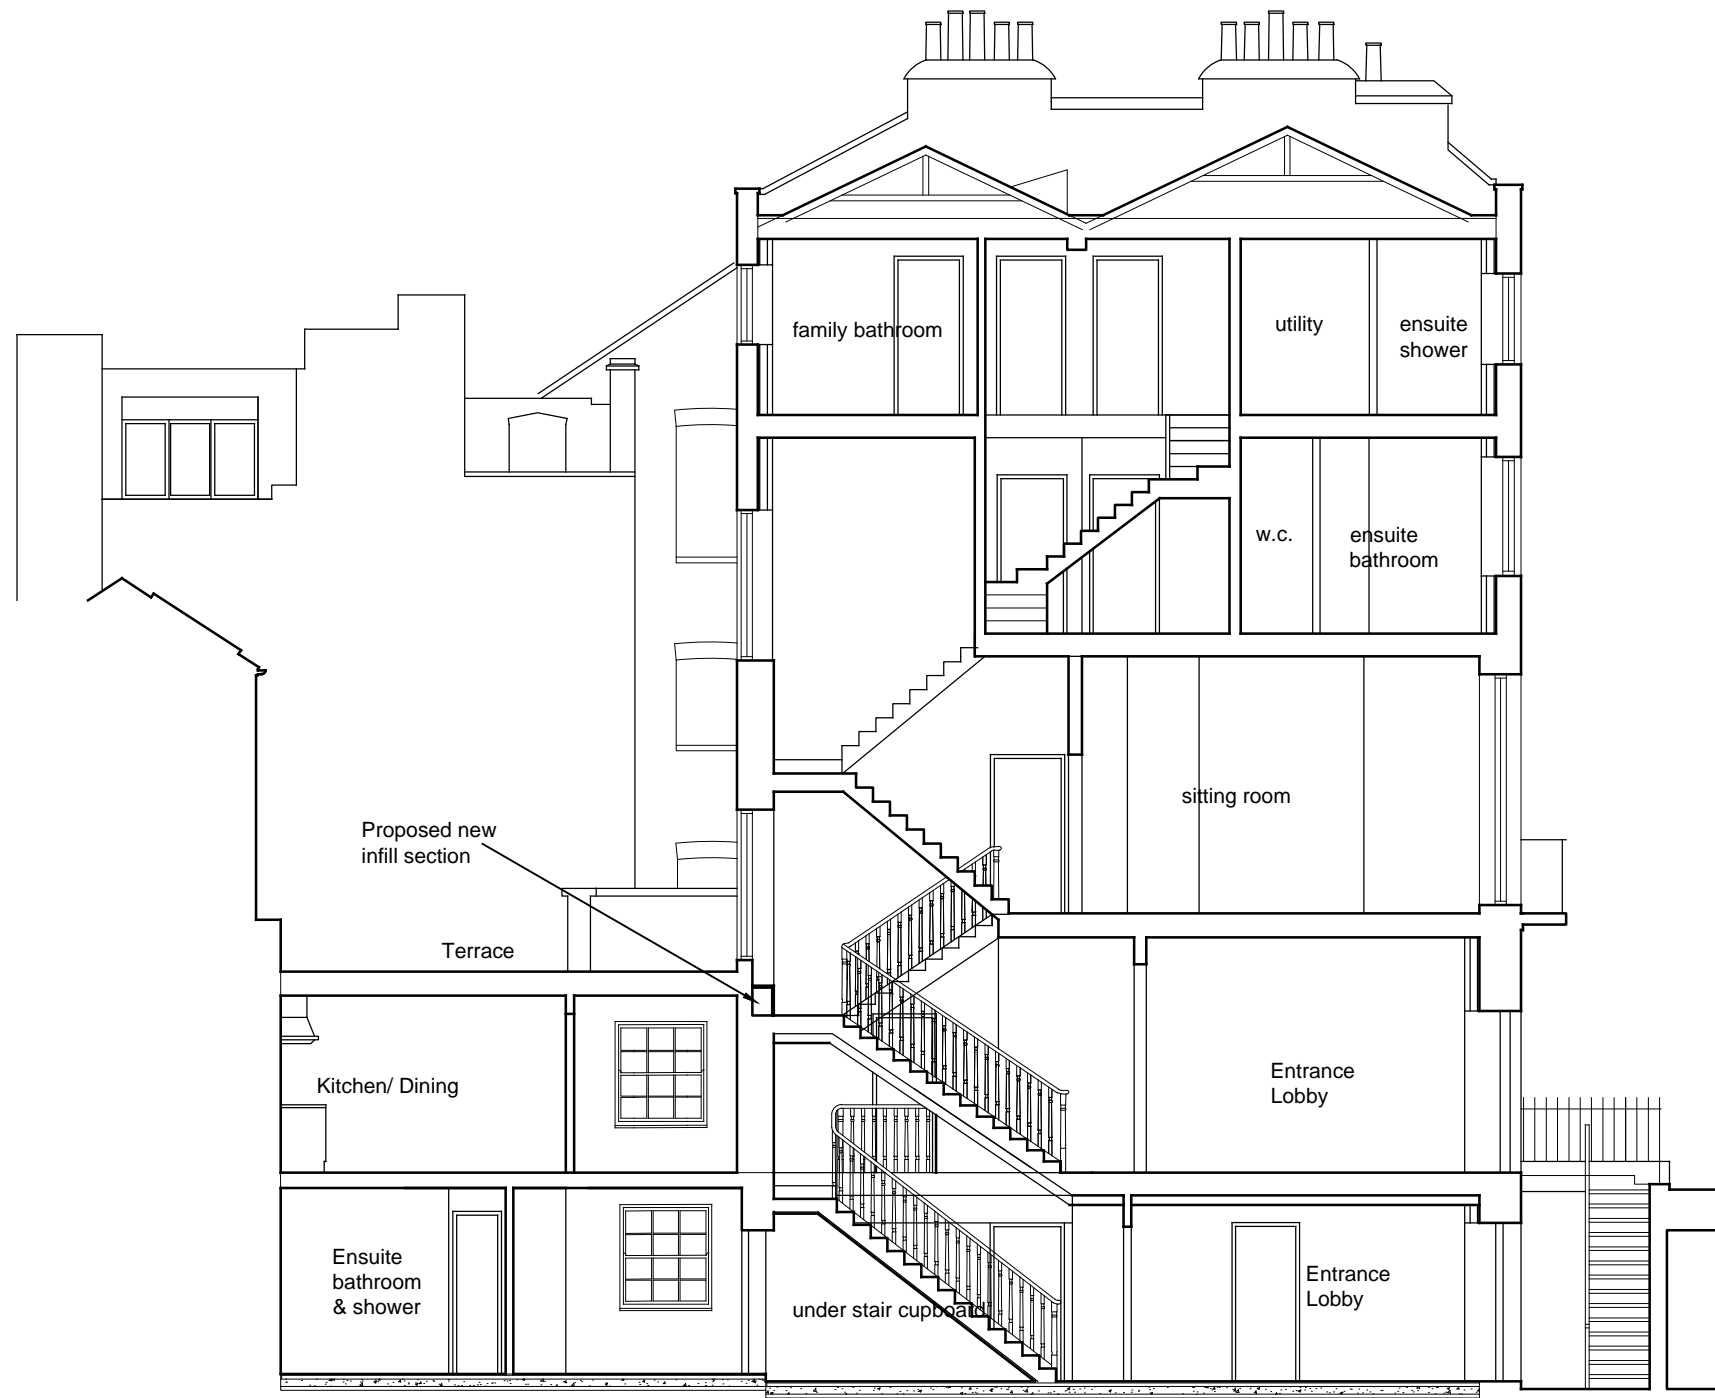 family bathroom
utility
ensuite
shower
w.c.
ensuite
bathroom
sitting room
Proposed new
infill section
Terrace
Kitchen/ Dining
Entrance
Lobby
Ensuite
bathroom
& shower
under stair cupboard
Entrance
Lobby